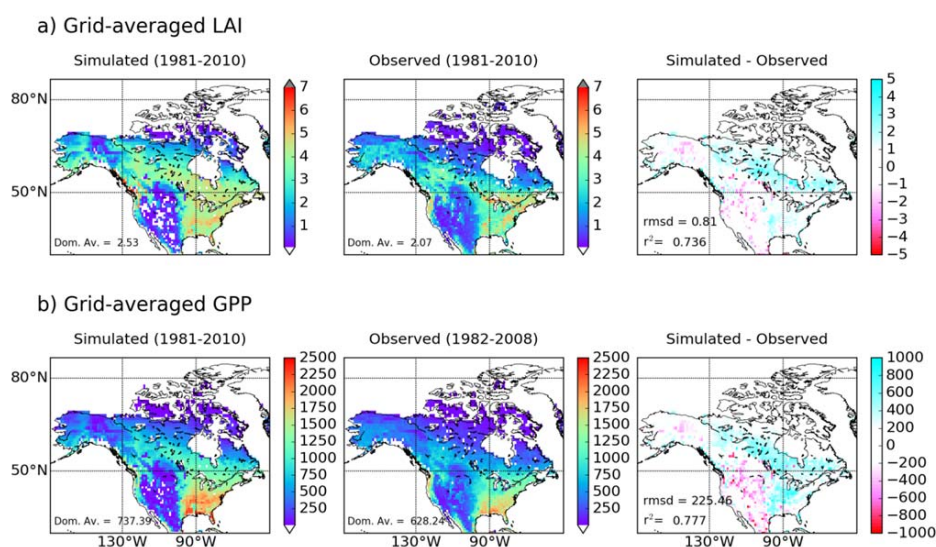 a) Grid-averaged LAI
Simulated (1981-2010)
Observed (1981-2010)
Simulated - Observed
80°N
50°N
7
6
5
4
3
2
1
7
6
5
4
3
2
1
5
4
3
2
1
−1
−2
−3
−4
−5
Dom. Av. = 2.53
Dom. Av. = 2.07
rmsd = 0.81
r² = 0.736
b) Grid-averaged GPP
Simulated (1981-2010)
Observed (1982-2008)
Simulated - Observed
80°N
50°N
130°W
90°W
130°W
90°W
130°W
90°W
2500
2250
2000
1750
1500
1250
1000
750
500
250
2500
2250
2000
1750
1500
1250
1000
750
500
250
1000
800
600
400
200
0
−200
−400
−600
−800
−1000
Dom. Av. = 737.39
Dom. Av. = 628.24
rmsd = 225.46
r² = 0.777